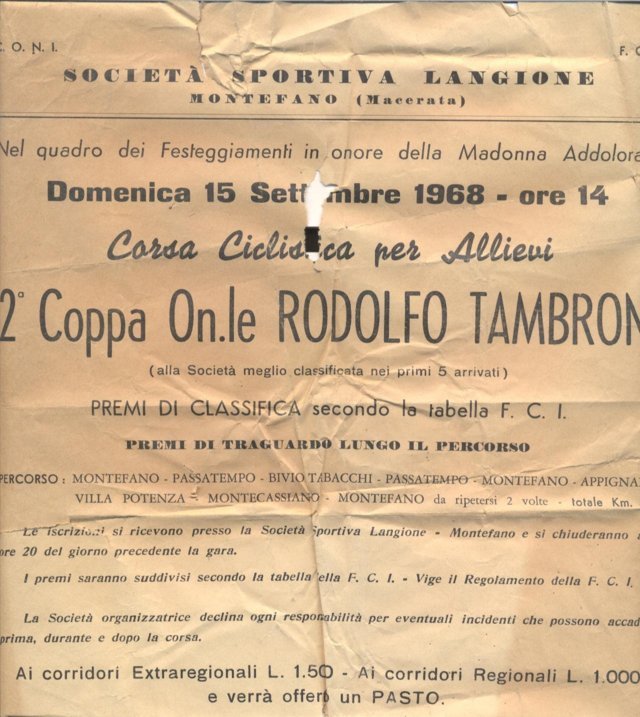 C. O. N. I. F. C
SOCIETÀ SPORTIVA LANGIONE
MONTEFANO (Macerata)
Nel quadro dei Festeggiamenti in onore della Madonna Addolora
Domenica 15 Sett mbre 1968 - ore 14
Corsa Ciclistica per Allievi
2° Coppa On.le RODOLFO TAMBRON
(alla Società meglio classificata nei primi 5 arrivati)
PREMI DI CLASSIFICA secondo la tabella F. C. I.
PREMI DI TRAGUARDO LUNGO IL PERCORSO
PERCORSO : MONTEFANO - PASSATEMPO - BIVIO TABACCHI - PASSATEMPO - MONTEFANO - APPIGNA
VILLA POTENZA - MONTECASSIANO - MONTEFANO da ripetersi 2 volte - totale Km.
Le iscrizioni si ricevono presso la Società Sportiva Langione - Montefano e si chiuderanno a
ore 20 del giorno precedente la gara.
I premi saranno suddivisi secondo la tabella ella F. C. I. - Vige il Regolamento della F. C. I.
La Società organizzatrice declina ogni responsabilità per eventuali incidenti che possono accad
prima, durante e dopo la corsa.
Ai corridori Extraregionali L. 1.50 - Ai corridori Regionali L. 1.000
e verrà offerto un PASTO.